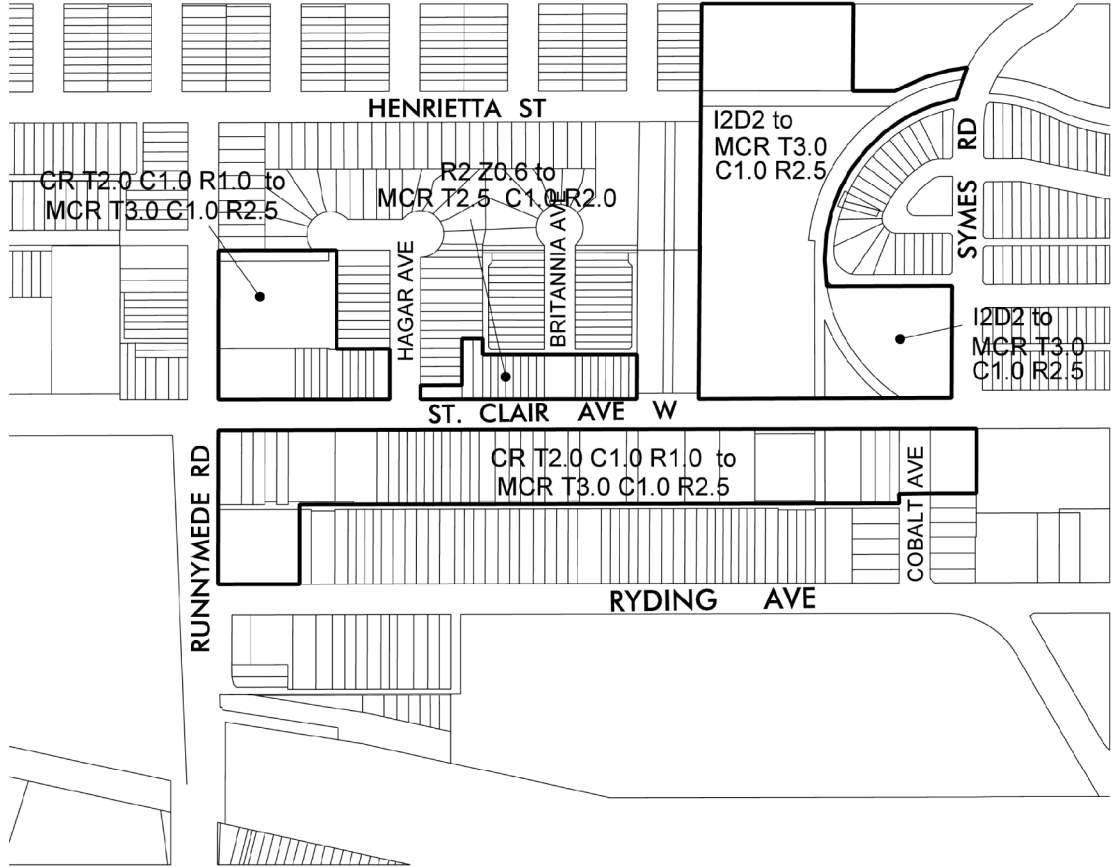 HENRIETTA ST
I2D2 to
MCR T3.0
C1.0 R2.5
SYMES RD
CR T2.0 C1.0 R1.0 to
MCR T3.0 C1.0 R2.5
R2 Z0.6 to
MCR T2.5 C1.0 R2.0
HAGAR AVE
BRITANNIA AVE
I2D2 to
MCR T3.0
C1.0 R2.5
ST. CLAIR AVE W
RUNNYMEDE RD
CR T2.0 C1.0 R1.0 to
MCR T3.0 C1.0 R2.5
COBALT AVE
RYDING AVE